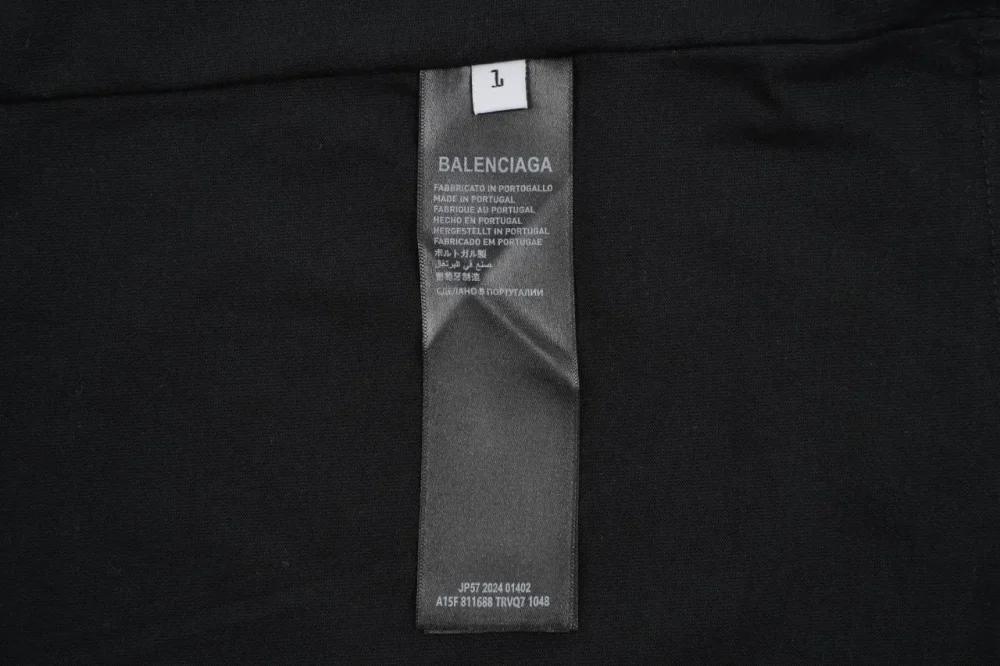 1
BALENCIAGA
FABBRICATO IN PORTOGALLO
MADE IN PORTUGAL
FABRIQUE AU PORTUGAL
HECHO EN PORTUGAL
HERGESTELLT IN PORTUGAL
FABRICADO EM PORTUGAE
ポルトガル製
صنع في البرتغال
葡萄牙制造
СДЕЛАНО В ПОРТУГАЛИИ
JP57 2024 01402
A15F 811688 TRVQ7 1048